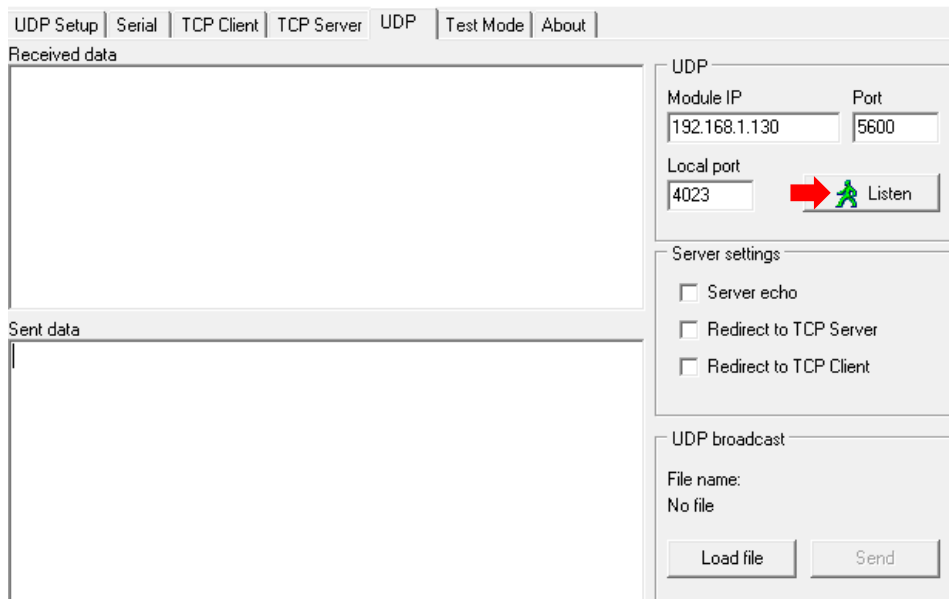 UDP Setup Serial TCP Client TCP Server UDP Test Mode About
Received data
Sent data
UDP
Module IP Port
192.168.1.130 5600
Local port
4023 Listen
Server settings
Server echo
Redirect to TCP Server
Redirect to TCP Client
UDP broadcast
File name:
No file
Load file Send